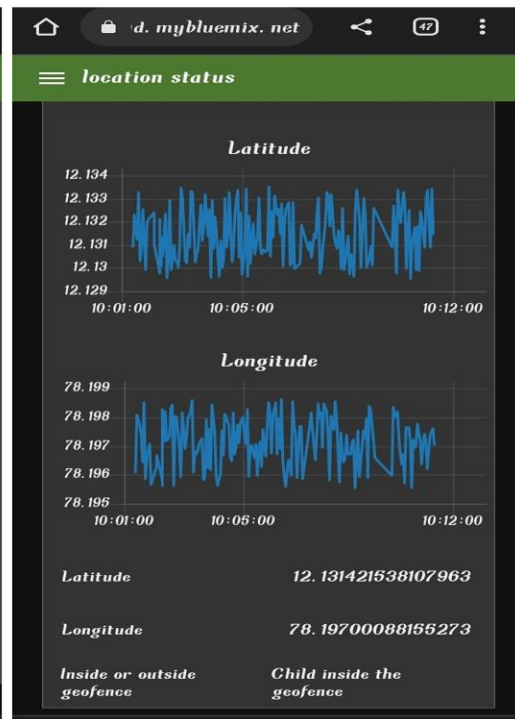 d. mybluemix. net 47
location status
Latitude
12.134
12.133
12.132
12.131
12.13
12.129
10:01:00 10:05:00 10:12:00
Longitude
78.199
78.198
78.197
78.196
78.195
10:01:00 10:05:00 10:12:00
Latitude 12.131421538107963
Longitude 78.19700088155273
Inside or outside Child inside the
geofence geofence